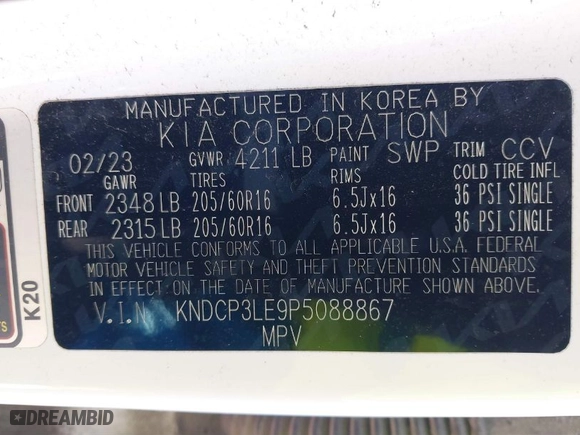 MANUFACTURED IN KOREA BY
KIA CORPORATION
02/23 GVWR 4211 LB PAINT SWP TRIM CCV
GAWR TIRES RIMS COLD TIRE INFL
FRONT 2348 LB 205/60R16 6.5Jx16 36 PSI SINGLE
REAR 2315 LB 205/60R16 6.5Jx16 36 PSI SINGLE
THIS VEHICLE CONFORMS TO ALL APPLICABLE U.S.A. FEDERAL
MOTOR VEHICLE SAFETY AND THEFT PREVENTION STANDARDS
IN EFFECT ON THE DATE OF MANUFACTURE SHOWN ABOVE.
V.I.N. KNDCP3LE9P5088867
MPV
K20
DREAMBID